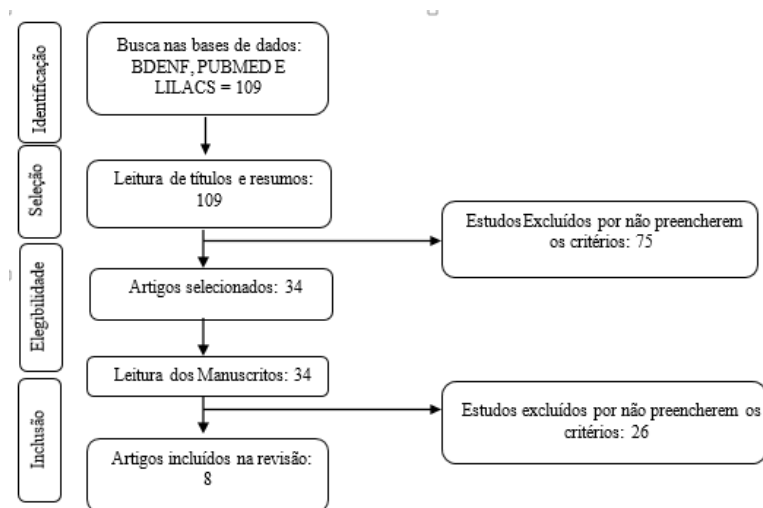 Identificação
Busca nas bases de dados:
BDENF, PUBMED E
LILACS = 109
Seleção
Leitura de títulos e resumos:
109
Estudos Excluídos por não preencherem
os critérios: 75
Elegibilidade
Artigos selecionados: 34
Leitura dos Manuscritos: 34
Inclusão
Estudos excluídos por não preencherem os
critérios: 26
Artigos incluídos na revisão:
8